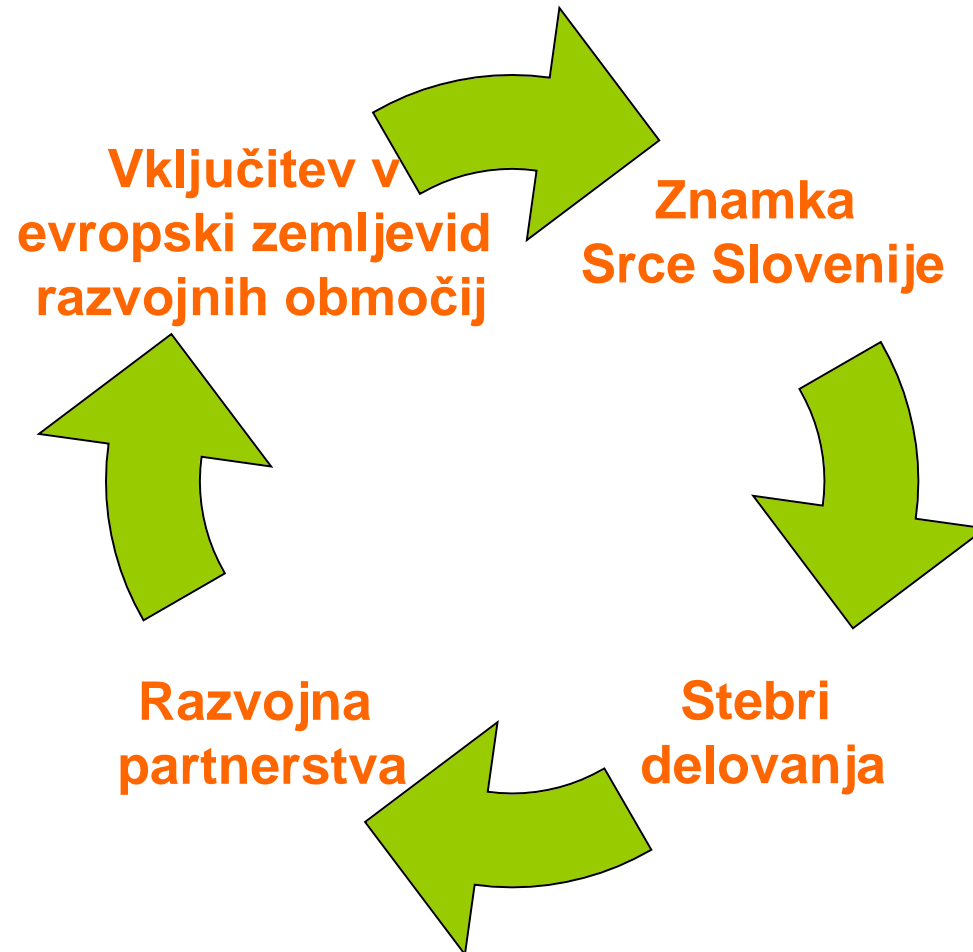 Vključitev v
evropski zemljevid
razvojnih območij
Znamka
Srce Slovenije
Razvojna
partnerstva
Stebri
delovanja